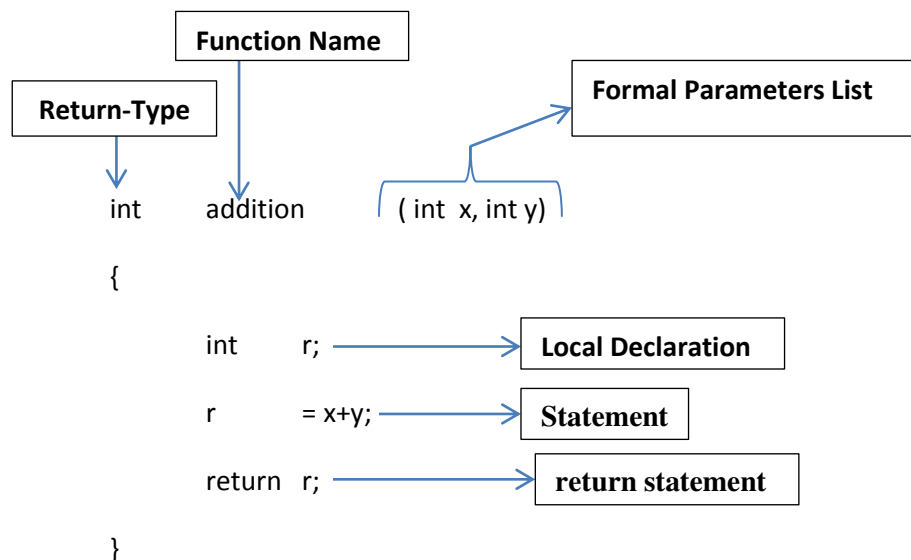 Function Name
Formal Parameters List
Return-Type
int addition ( int x, int y)
{
int r; Local Declaration
r = x+y; Statement
return r; return statement
}